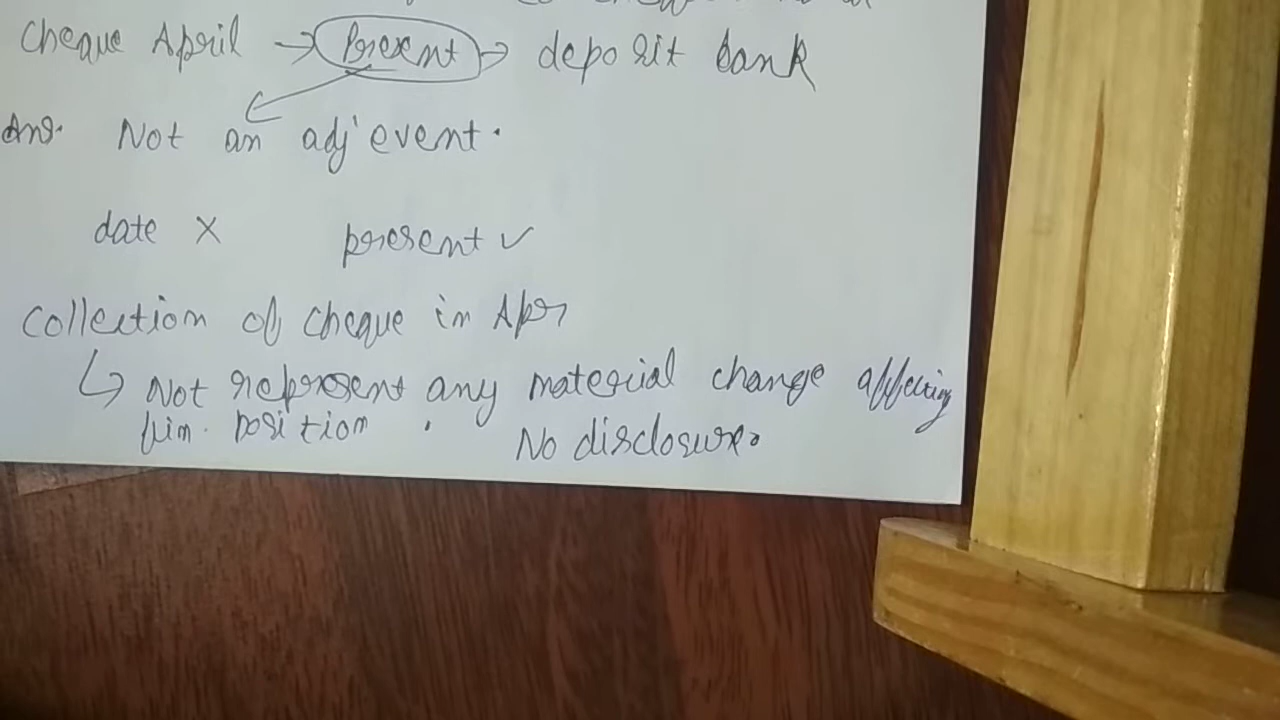 Cheque April → Present → deposit bank
Ans. Not an adj' event.
date × present ✓
Collection of cheque in Apr
↳ Not represent any material change affecting
fin. position. No disclosure.